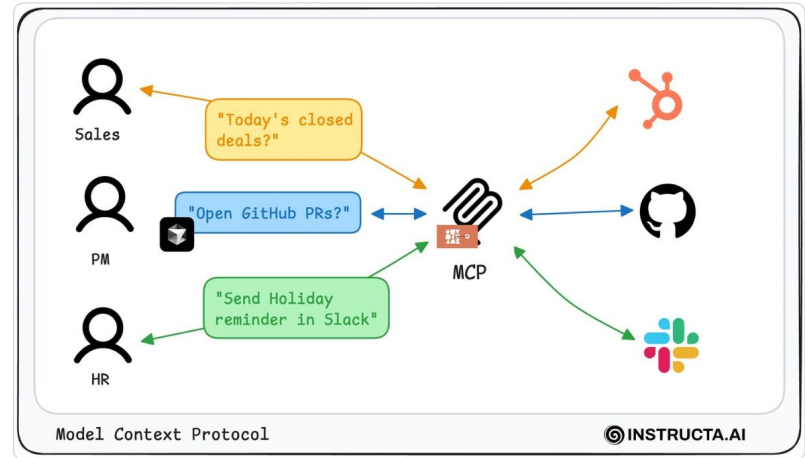 Sales
"Today's closed
deals?"
PM
"Open GitHub PRs?"
MCP
HR
"Send Holiday
reminder in Slack"
Model Context Protocol
INSTRUCTA.AI